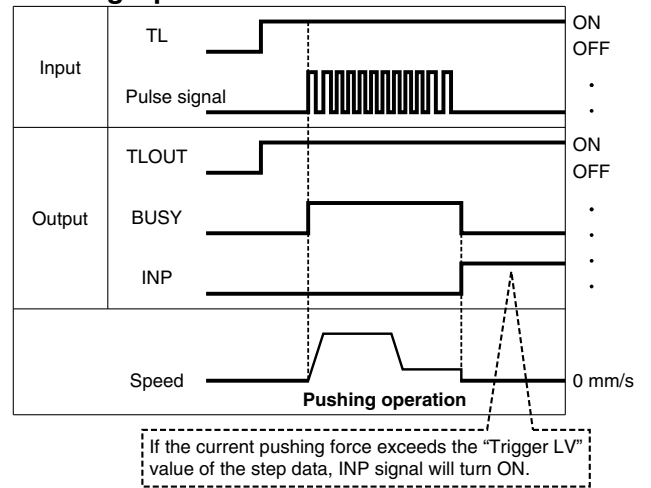 Input
TL
ON
OFF
Pulse signal
Output
TLOUT
ON
OFF
BUSY
INP
Speed
0 mm/s
Pushing operation
If the current pushing force exceeds the “Trigger LV”
value of the step data, INP signal will turn ON.